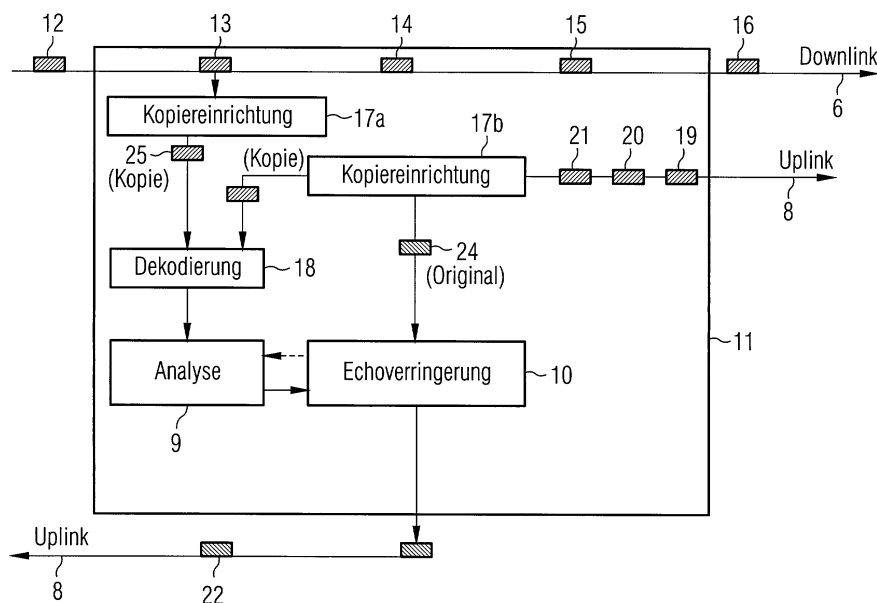 12
13
14
15
16
Downlink
6
Kopiereinrichtung
17a
17b
25
(Kopie)
(Kopie)
Kopiereinrichtung
21
20
19
Uplink
8
Dekodierung
18
24
(Original)
Analyse
Echoverringerung
10
11
9
Uplink
8
22